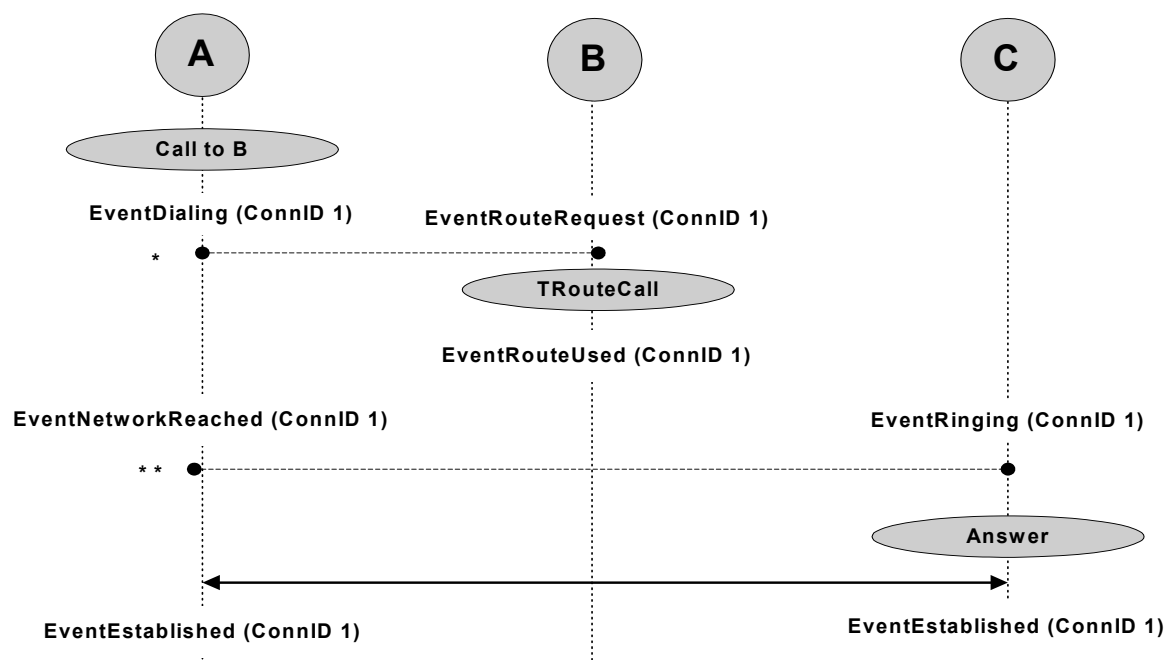 A
B
C
Call to B
EventDialing (ConnID 1)
EventRouteRequest (ConnID 1)
*
TRouteCall
EventRouteUsed (ConnID 1)
EventNetworkReached (ConnID 1)
EventRinging (ConnID 1)
* *
Answer
EventEstablished (ConnID 1)
EventEstablished (ConnID 1)